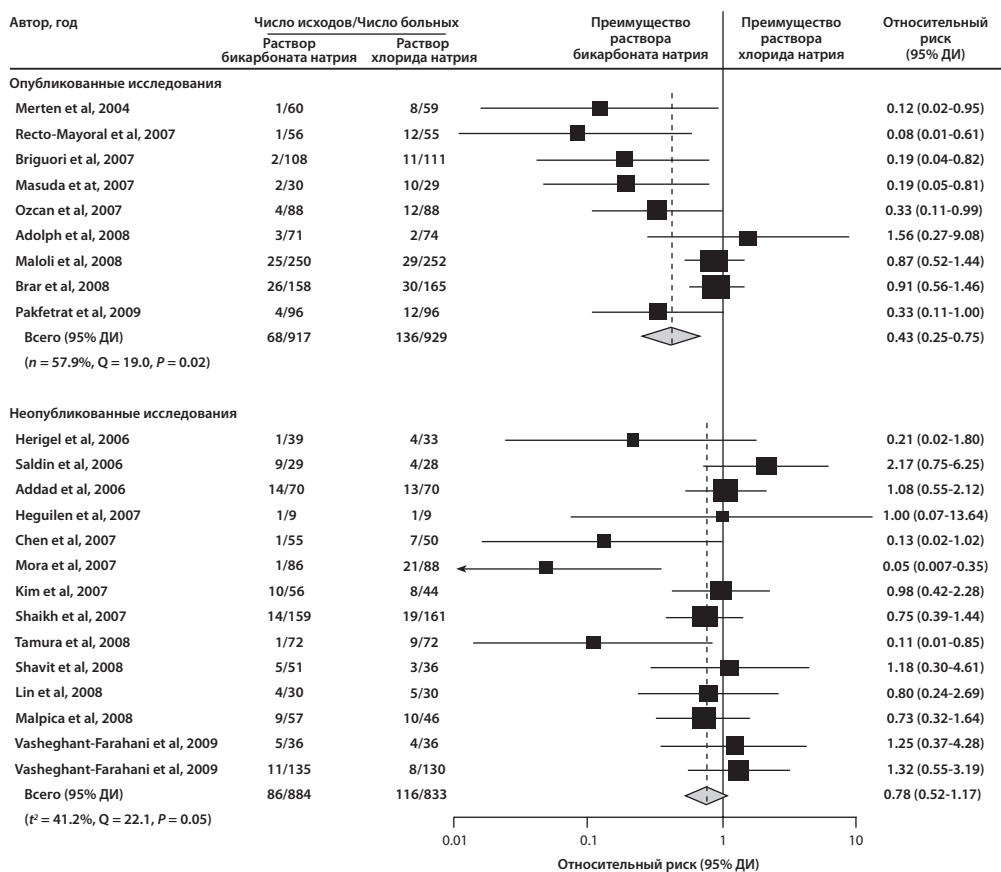 Автор, год
Число исходов/Число больных
Раствор бикарбоната натрия
Раствор хлорида натрия
Преимущество раствора бикарбоната натрия
Преимущество раствора хлорида натрия
Относительный риск (95% ДИ)
Опубликованные исследования
Merten et al, 2004 1/60 8/59 0.12 (0.02-0.95)
Recto-Mayoral et al, 2007 1/56 12/55 0.08 (0.01-0.61)
Briguori et al, 2007 2/108 11/111 0.19 (0.04-0.82)
Masuda et at, 2007 2/30 10/29 0.19 (0.05-0.81)
Ozcan et al, 2007 4/88 12/88 0.33 (0.11-0.99)
Adolph et al, 2008 3/71 2/74 1.56 (0.27-9.08)
Maloli et al, 2008 25/250 29/252 0.87 (0.52-1.44)
Brar et al, 2008 26/158 30/165 0.91 (0.56-1.46)
Pakfetrat et al, 2009 4/96 12/96 0.33 (0.11-1.00)
Всего (95% ДИ) 68/917 136/929 0.43 (0.25-0.75)
(n = 57.9%, Q = 19.0, P = 0.02)
Неопубликованные исследования
Herigel et al, 2006 1/39 4/33 0.21 (0.02-1.80)
Saldin et al, 2006 9/29 4/28 2.17 (0.75-6.25)
Addad et al, 2006 14/70 13/70 1.08 (0.55-2.12)
Heguilen et al, 2007 1/9 1/9 1.00 (0.07-13.64)
Chen et al, 2007 1/55 7/50 0.13 (0.02-1.02)
Mora et al, 2007 1/86 21/88 0.05 (0.007-0.35)
Kim et al, 2007 10/56 8/44 0.98 (0.42-2.28)
Shaikh et al, 2007 14/159 19/161 0.75 (0.39-1.44)
Tamura et al, 2008 1/72 9/72 0.11 (0.01-0.85)
Shavit et al, 2008 5/51 3/36 1.18 (0.30-4.61)
Lin et al, 2008 4/30 5/30 0.80 (0.24-2.69)
Malpica et al, 2008 9/57 10/46 0.73 (0.32-1.64)
Vasheghant-Farahani et al, 2009 5/36 4/36 1.25 (0.37-4.28)
Vasheghant-Farahani et al, 2009 11/135 8/130 1.32 (0.55-3.19)
Всего (95% ДИ) 86/884 116/833 0.78 (0.52-1.17)
(t² = 41.2%, Q = 22.1, P = 0.05)
0.01 0.1 1 10
Относительный риск (95% ДИ)